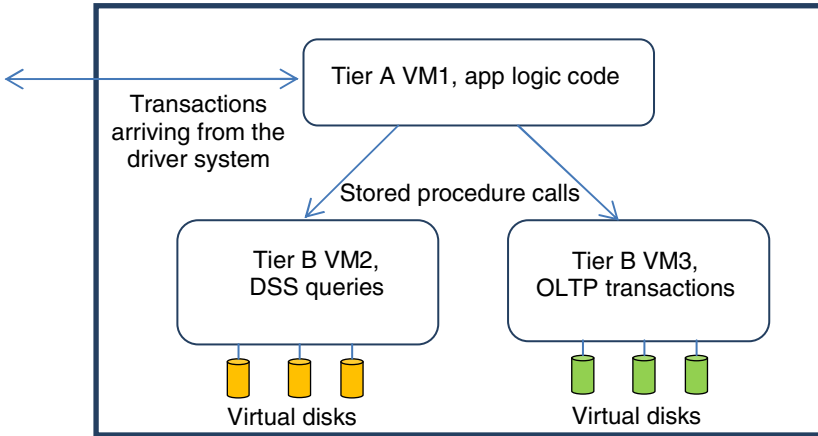 Tier A VM1, app logic code
Transactions
arriving from the
driver system
Stored procedure calls
Tier B VM2,
DSS queries
Tier B VM3,
OLTP transactions
Virtual disks
Virtual disks